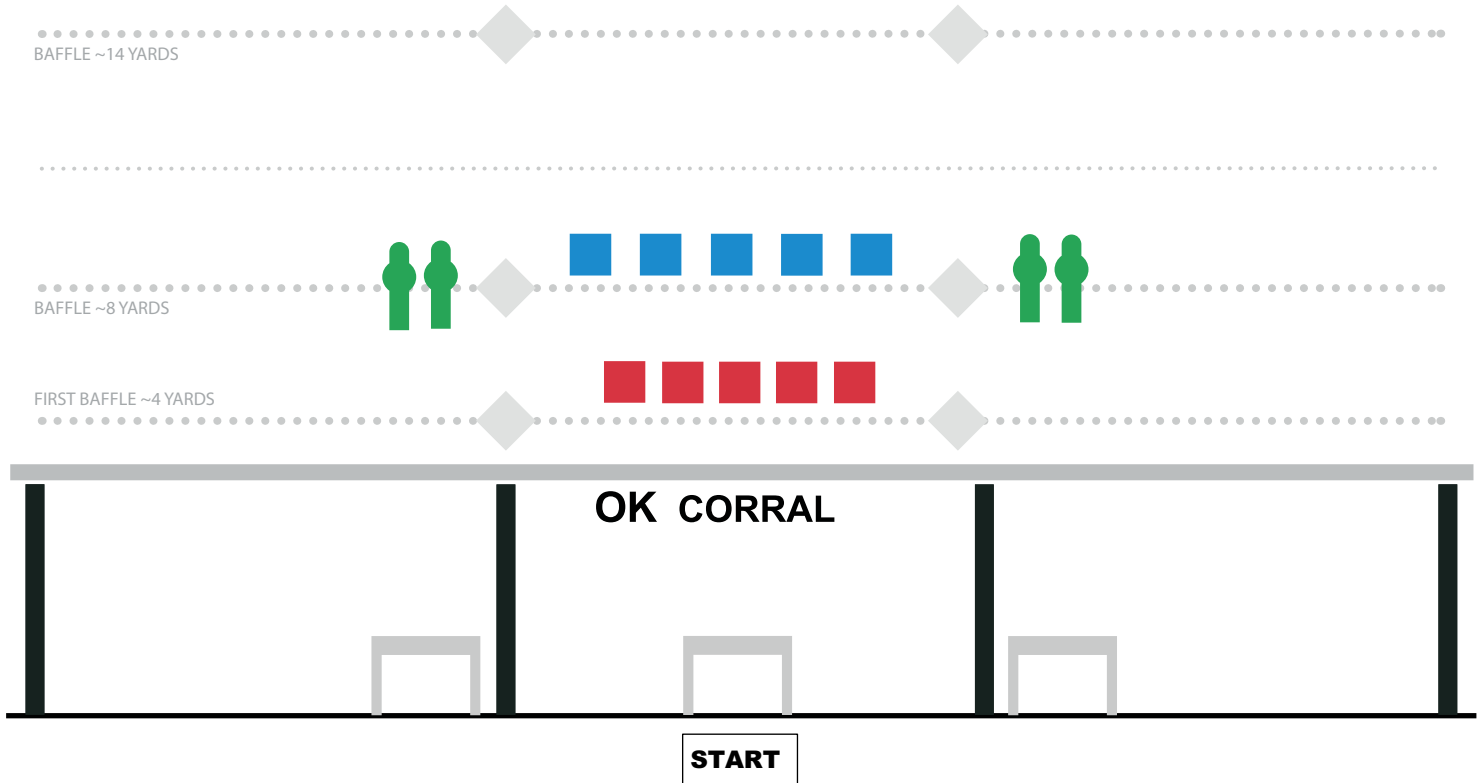 BAFFLE ~14 YARDS
BAFFLE ~8 YARDS
FIRST BAFFLE ~4 YARDS
OK CORRAL
START